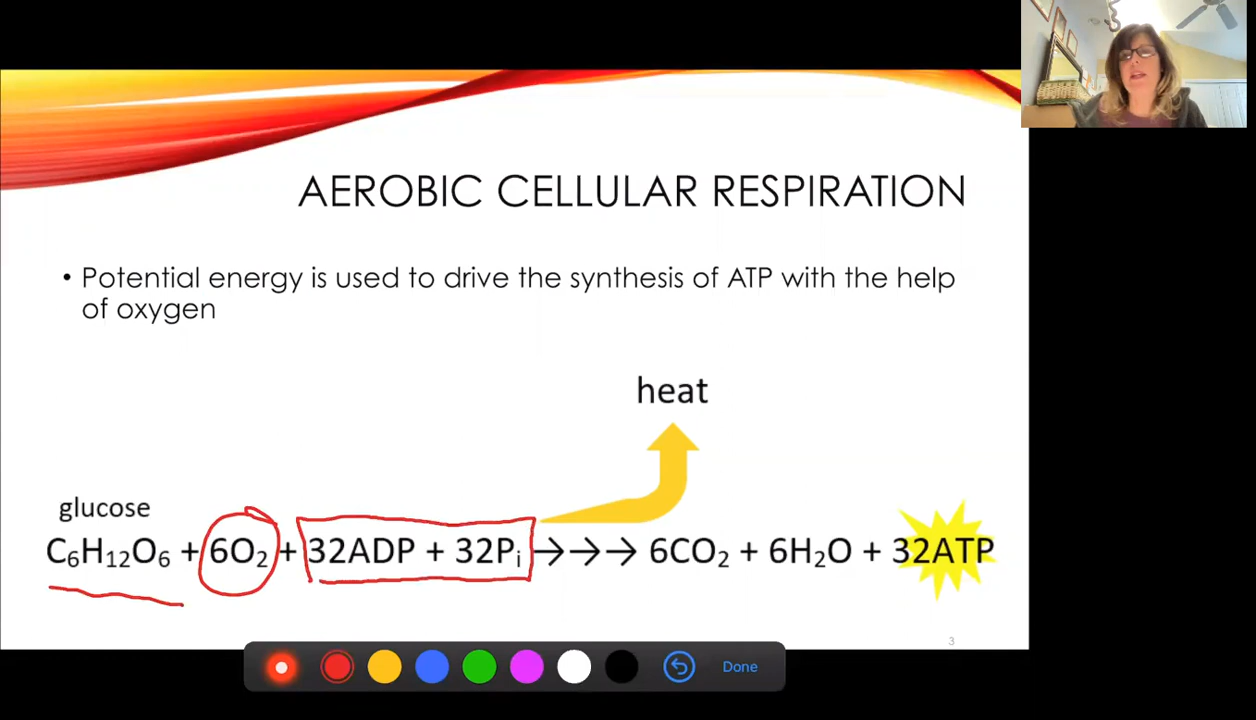 AEROBIC CELLULAR RESPIRATION
• Potential energy is used to drive the synthesis of ATP with the help
of oxygen
heat
glucose
C₆H₁₂O₆ + 6O₂ + 32ADP + 32Pᵢ →→→ 6CO₂ + 6H₂O + 32ATP
3
Done